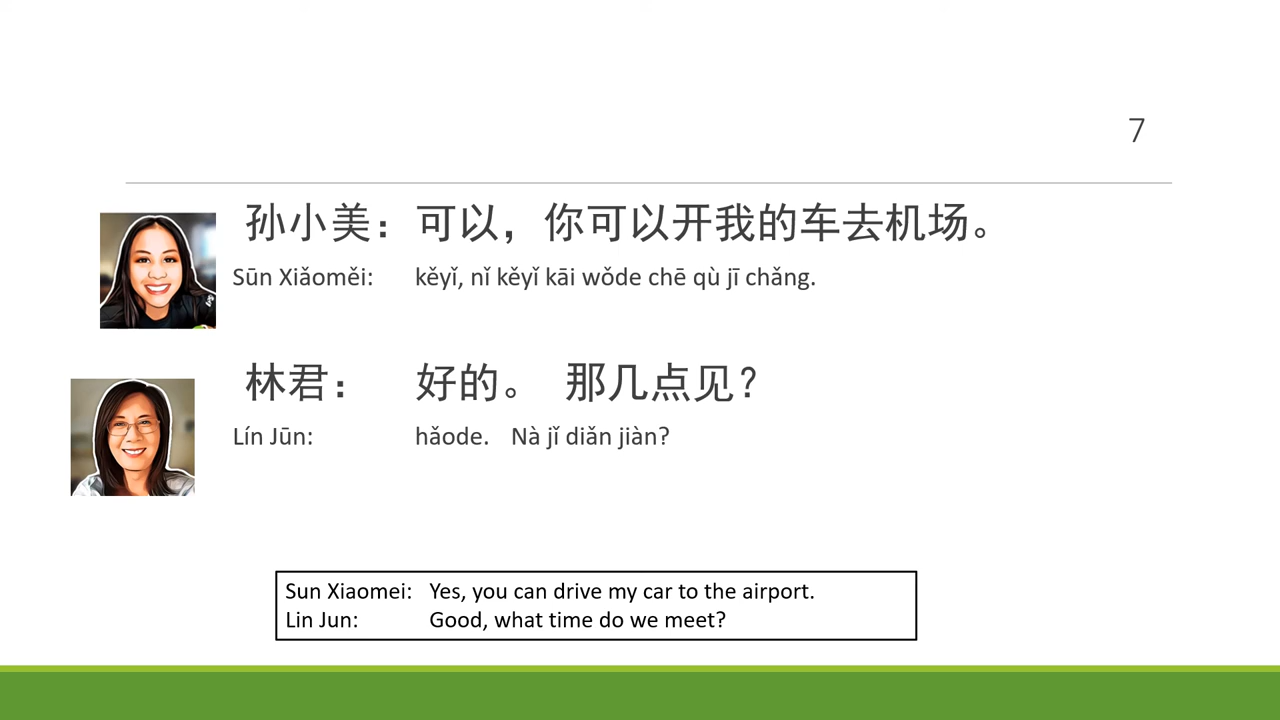 7
孙小美：可以，你可以开我的车去机场。
Sūn Xiǎoměi: kěyǐ, nǐ kěyǐ kāi wǒde chē qù jī chǎng.
林君： 好的。 那几点见？
Lín Jūn: hǎode. Nà jǐ diǎn jiàn?
Sun Xiaomei: Yes, you can drive my car to the airport.
Lin Jun: Good, what time do we meet?